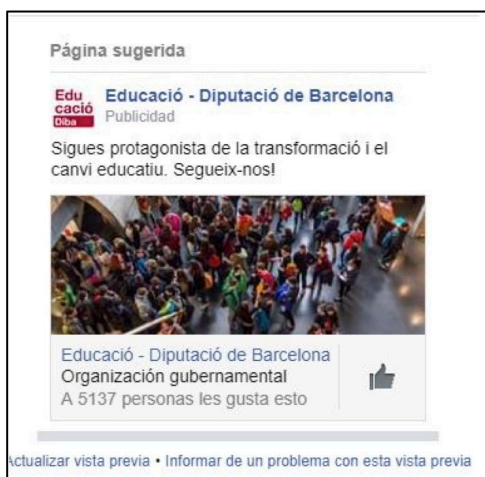 Página sugerida
Edu
cació
Diba
Educació - Diputació de Barcelona
Publicidad
Sigues protagonista de la transformació i el
canvi educatiu. Segueix-nos!
Educació - Diputació de Barcelona
Organización gubernamental
A 5137 personas les gusta esto
Actualizar vista previa • Informar de un problema con esta vista previa